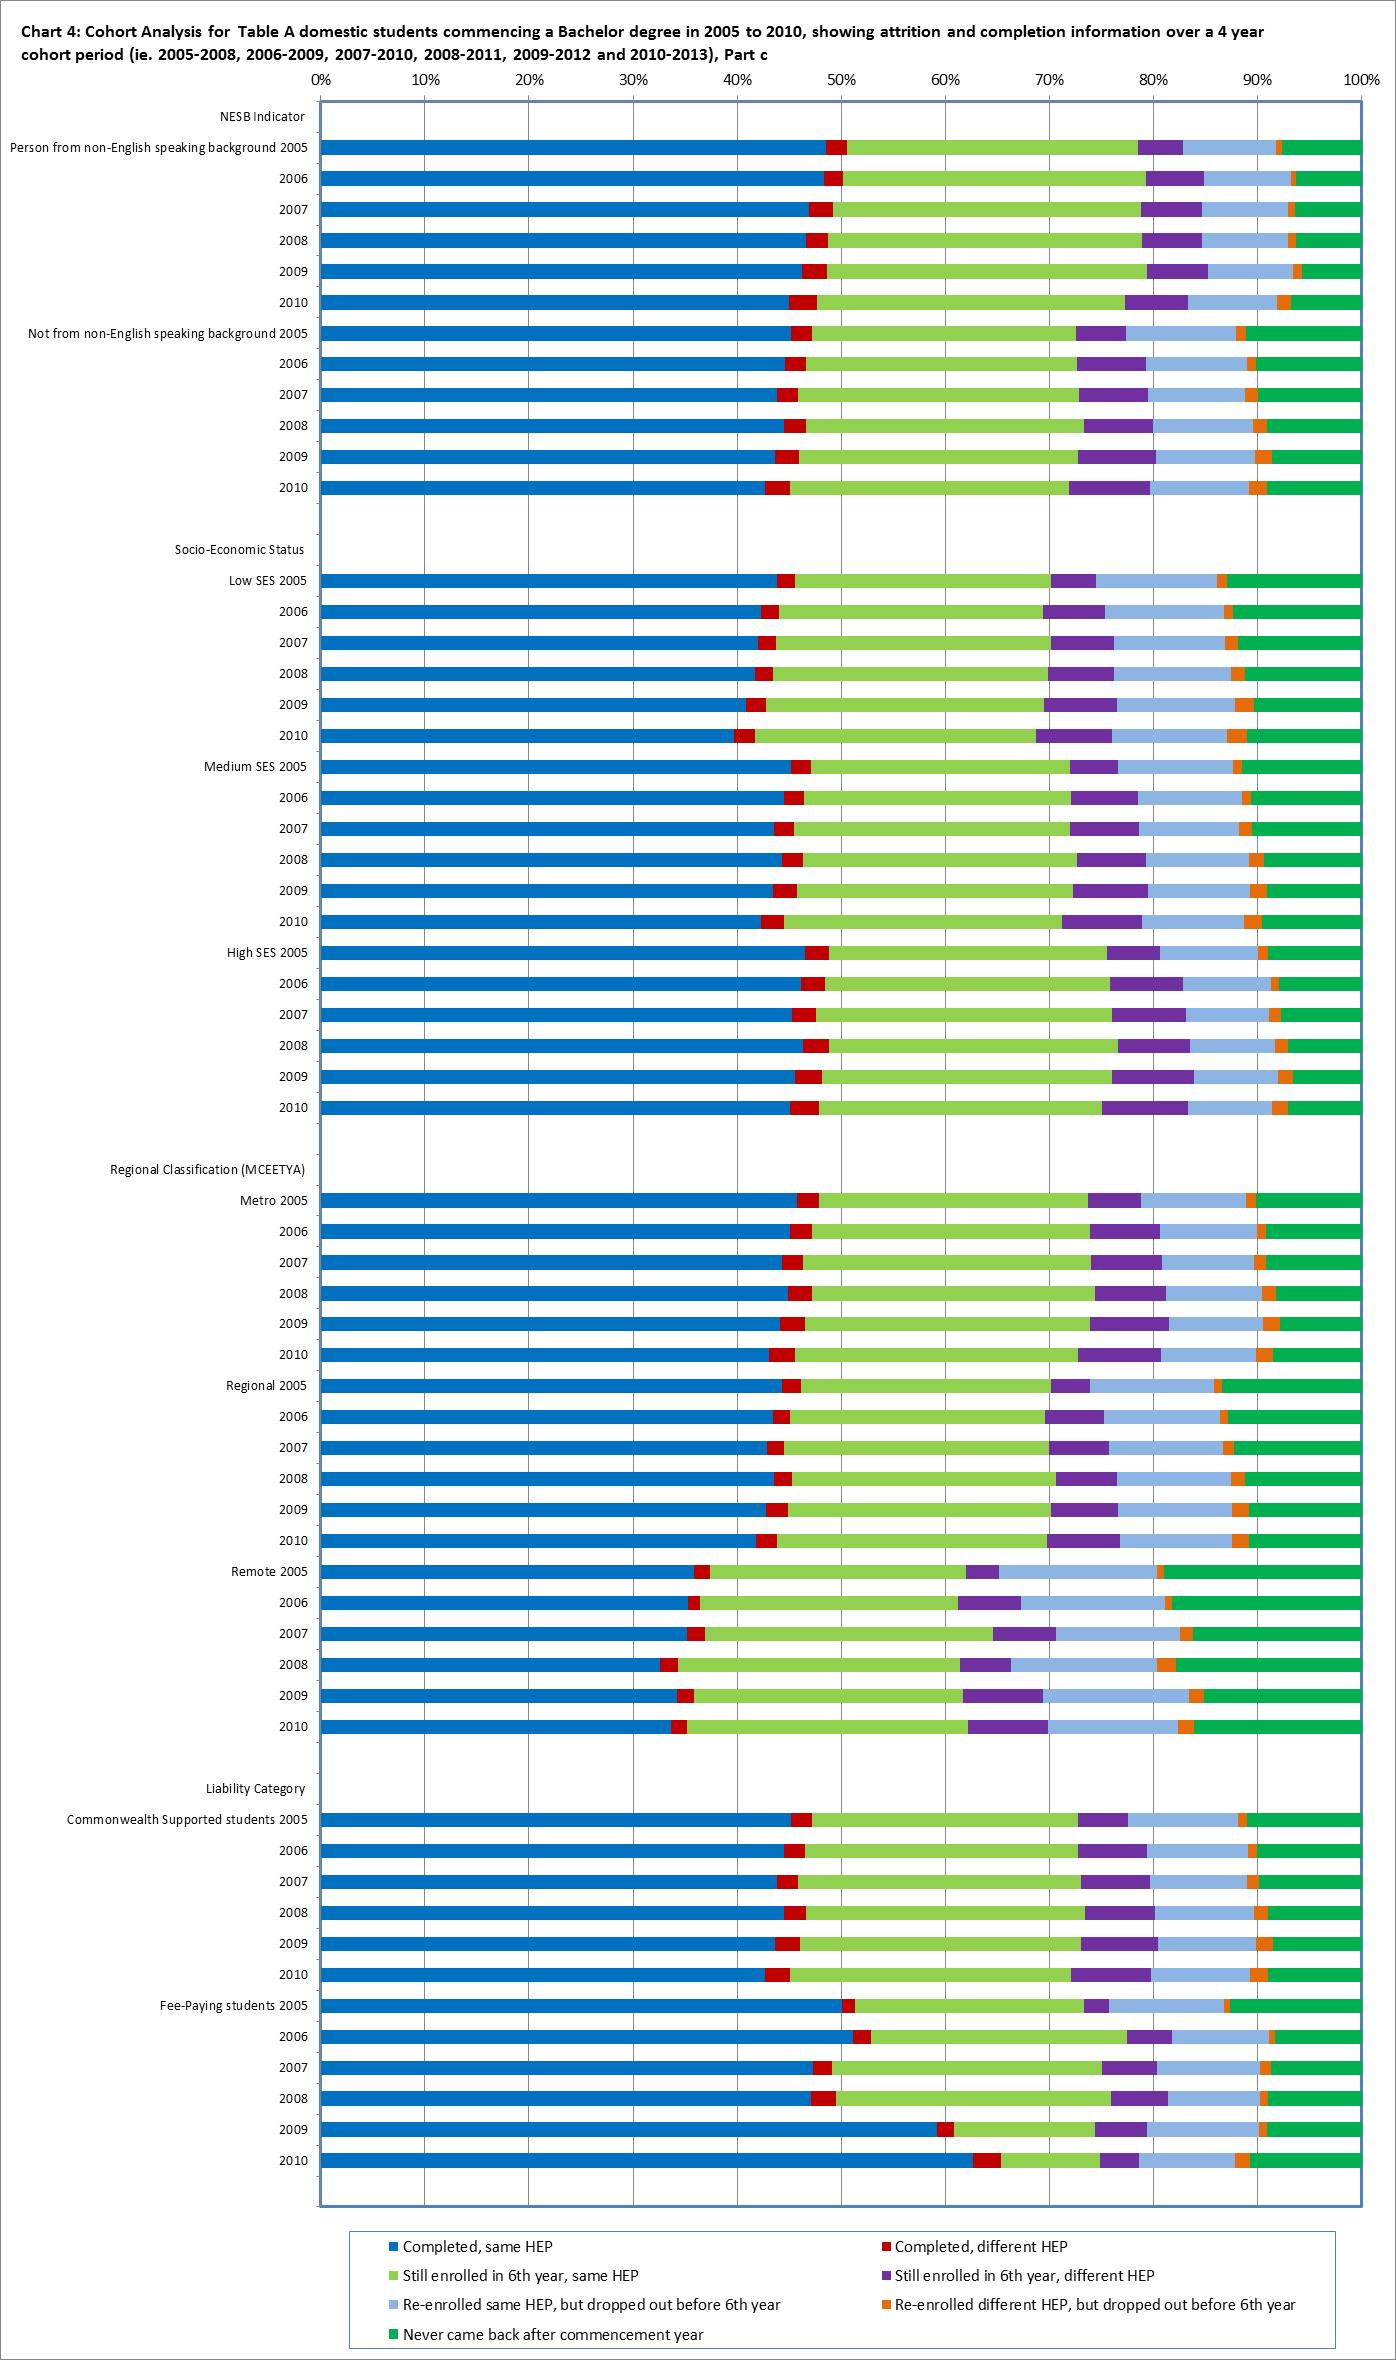 Chart 4: Cohort Analysis for Table A domestic students commencing a Bachelor degree in 2005 to 2010, showing attrition and completion information over a 4 year
cohort period (ie. 2005-2008, 2006-2009, 2007-2010, 2008-2011, 2009-2012 and 2010-2013), Part c
0% 10% 20% 30% 40% 50% 60% 70% 80% 90% 100%
NESB Indicator
Person from non-English speaking background 2005
2006
2007
2008
2009
2010
Not from non-English speaking background 2005
2006
2007
2008
2009
2010
Socio-Economic Status
Low SES 2005
2006
2007
2008
2009
2010
Medium SES 2005
2006
2007
2008
2009
2010
High SES 2005
2006
2007
2008
2009
2010
Regional Classification (MCEETYA)
Metro 2005
2006
2007
2008
2009
2010
Regional 2005
2006
2007
2008
2009
2010
Remote 2005
2006
2007
2008
2009
2010
Liability Category
Commonwealth Supported students 2005
2006
2007
2008
2009
2010
Fee-Paying students 2005
2006
2007
2008
2009
2010
Completed, same HEP
Completed, different HEP
Still enrolled in 6th year, same HEP
Still enrolled in 6th year, different HEP
Re-enrolled same HEP, but dropped out before 6th year
Re-enrolled different HEP, but dropped out before 6th year
Never came back after commencement year